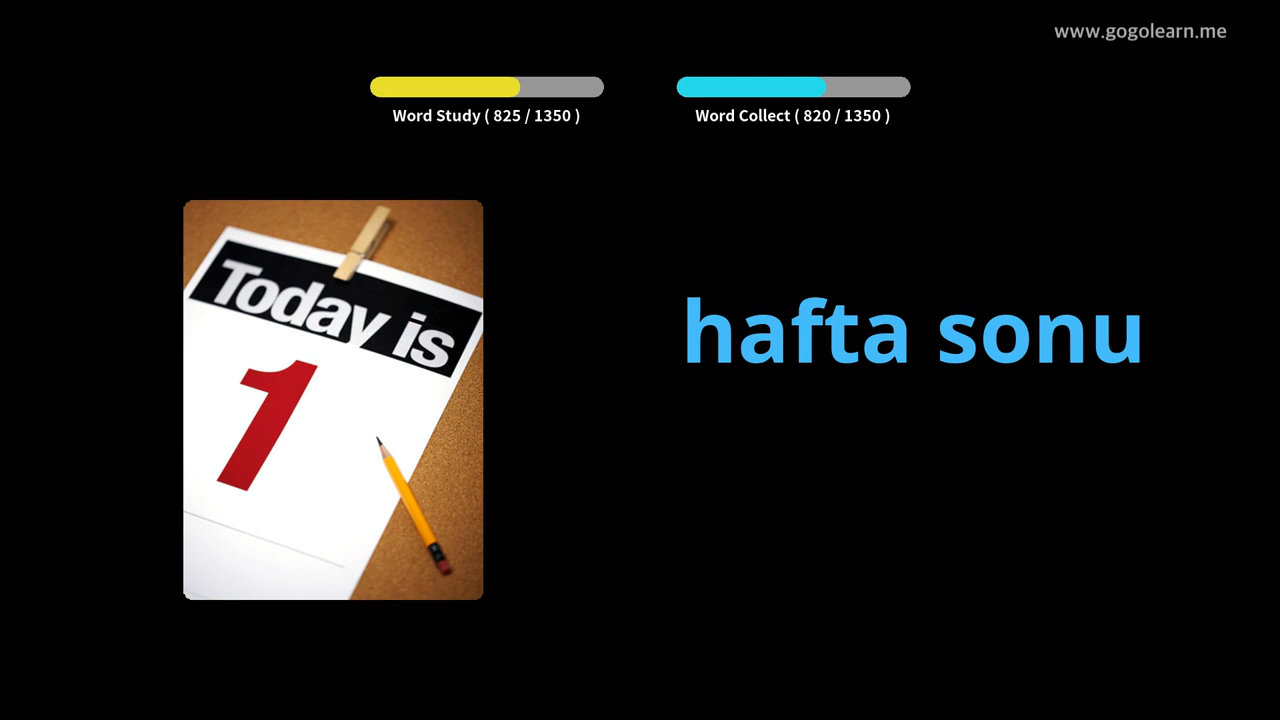 www.gogolearn.me
Word Study ( 825 / 1350 )
Word Collect ( 820 / 1350 )
Today is
1
hafta sonu